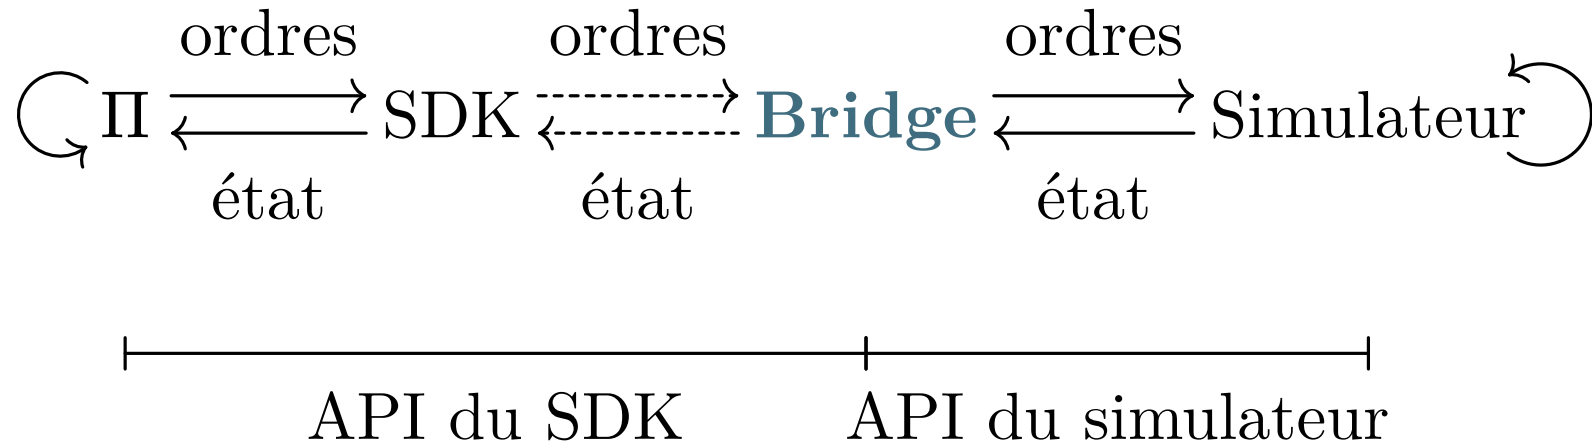 ordres ordres ordres
Π SDK Bridge Simulateur
état état état
API du SDK API du simulateur